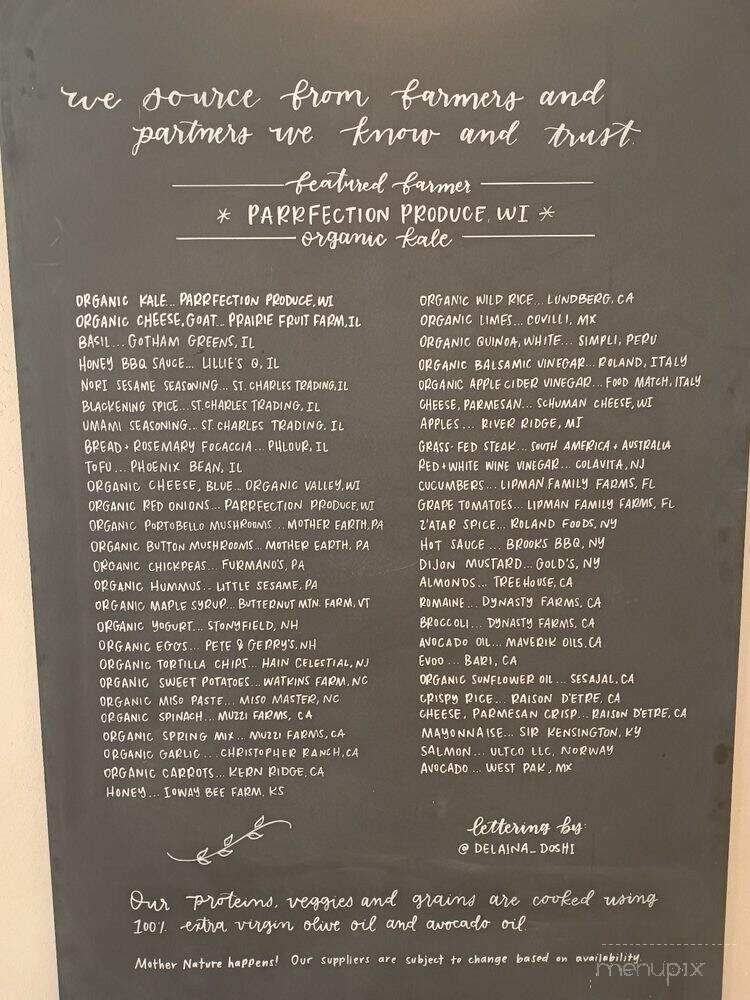 we source from farmers and
partners we know and trust.
featured farmer
* PARRFECTION PRODUCE, WI *
organic kale
ORGANIC KALE... PARRFECTION PRODUCE, WI
ORGANIC CHEESE, GOAT... PRAIRIE FRUIT FARM, IL
BASIL... GOTHAM GREENS, IL
HONEY BBQ SAUCE... LILLIE'S Q, IL
NORI SESAME SEASONING... ST. CHARLES TRADING, IL
BLACKENING SPICE... ST. CHARLES TRADING, IL
UMAMI SEASONING... ST. CHARLES TRADING, IL
BREAD + ROSEMARY FOCACCIA... PHLOUR, IL
TOFU... PHOENIX BEAN, IL
ORGANIC CHEESE, BLUE... ORGANIC VALLEY, WI
ORGANIC RED ONIONS... PARRFECTION PRODUCE, WI
ORGANIC PORTOBELLO MUSHROOMS... MOTHER EARTH, PA
ORGANIC BUTTON MUSHROOMS... MOTHER EARTH, PA
ORGANIC CHICKPEAS... FURMANO'S, PA
ORGANIC HUMMUS... LITTLE SESAME, PA
ORGANIC MAPLE SYRUP... BUTTERNUT MTN. FARM, VT
ORGANIC YOGURT... STONYFIELD, NH
ORGANIC EGGS... PETE & GERRY'S, NH
ORGANIC TORTILLA CHIPS... HAIN CELESTIAL, NJ
ORGANIC SWEET POTATOES... WATKINS FARM, NC
ORGANIC MISO PASTE... MISO MASTER, NC
ORGANIC SPINACH... MUZZI FARMS, CA
ORGANIC SPRING MIX... MUZZI FARMS, CA
ORGANIC GARLIC... CHRISTOPHER RANCH, CA
ORGANIC CARROTS... KERN RIDGE, CA
HONEY... IOWAY BEE FARM, KS
ORGANIC WILD RICE... LUNDBERG, CA
ORGANIC LIMES... COVILLI, MX
ORGANIC QUINOA, WHITE... SIMPLI, PERU
ORGANIC BALSAMIC VINEGAR... ROLAND, ITALY
ORGANIC APPLE CIDER VINEGAR... FOOD MATCH, ITALY
CHEESE, PARMESAN... SCHUMAN CHEESE, WI
APPLES... RIVER RIDGE, MI
GRASS-FED STEAK... SOUTH AMERICA + AUSTRALIA
RED + WHITE WINE VINEGAR... COLAVITA, NJ
CUCUMBERS... LIPMAN FAMILY FARMS, FL
GRAPE TOMATOES... LIPMAN FAMILY FARMS, FL
Z'ATAR SPICE... ROLAND FOODS, NY
HOT SAUCE... BROOKS BBQ, NY
DIJON MUSTARD... GOLD'S, NY
ALMONDS... TREEHOUSE, CA
ROMAINE... DYNASTY FARMS, CA
BROCCOLI... DYNASTY FARMS, CA
AVOCADO OIL... MAVERIK OILS, CA
EVOO... BARI, CA
ORGANIC SUNFLOWER OIL... SESAJAL, CA
CRISPY RICE... RAISON D'ETRE, CA
CHEESE, PARMESAN CRISP... RAISON D'ETRE, CA
MAYONNAISE... SIR KENSINGTON, KY
SALMON... ULTCO LLC, NORWAY
AVOCADO... WEST PAK, MX
lettering by:
@DELAINA_DOSHI
Our proteins, veggies and grains are cooked using
100% extra virgin olive oil and avocado oil.
Mother Nature happens! Our suppliers are subject to change based on availability.
menupix